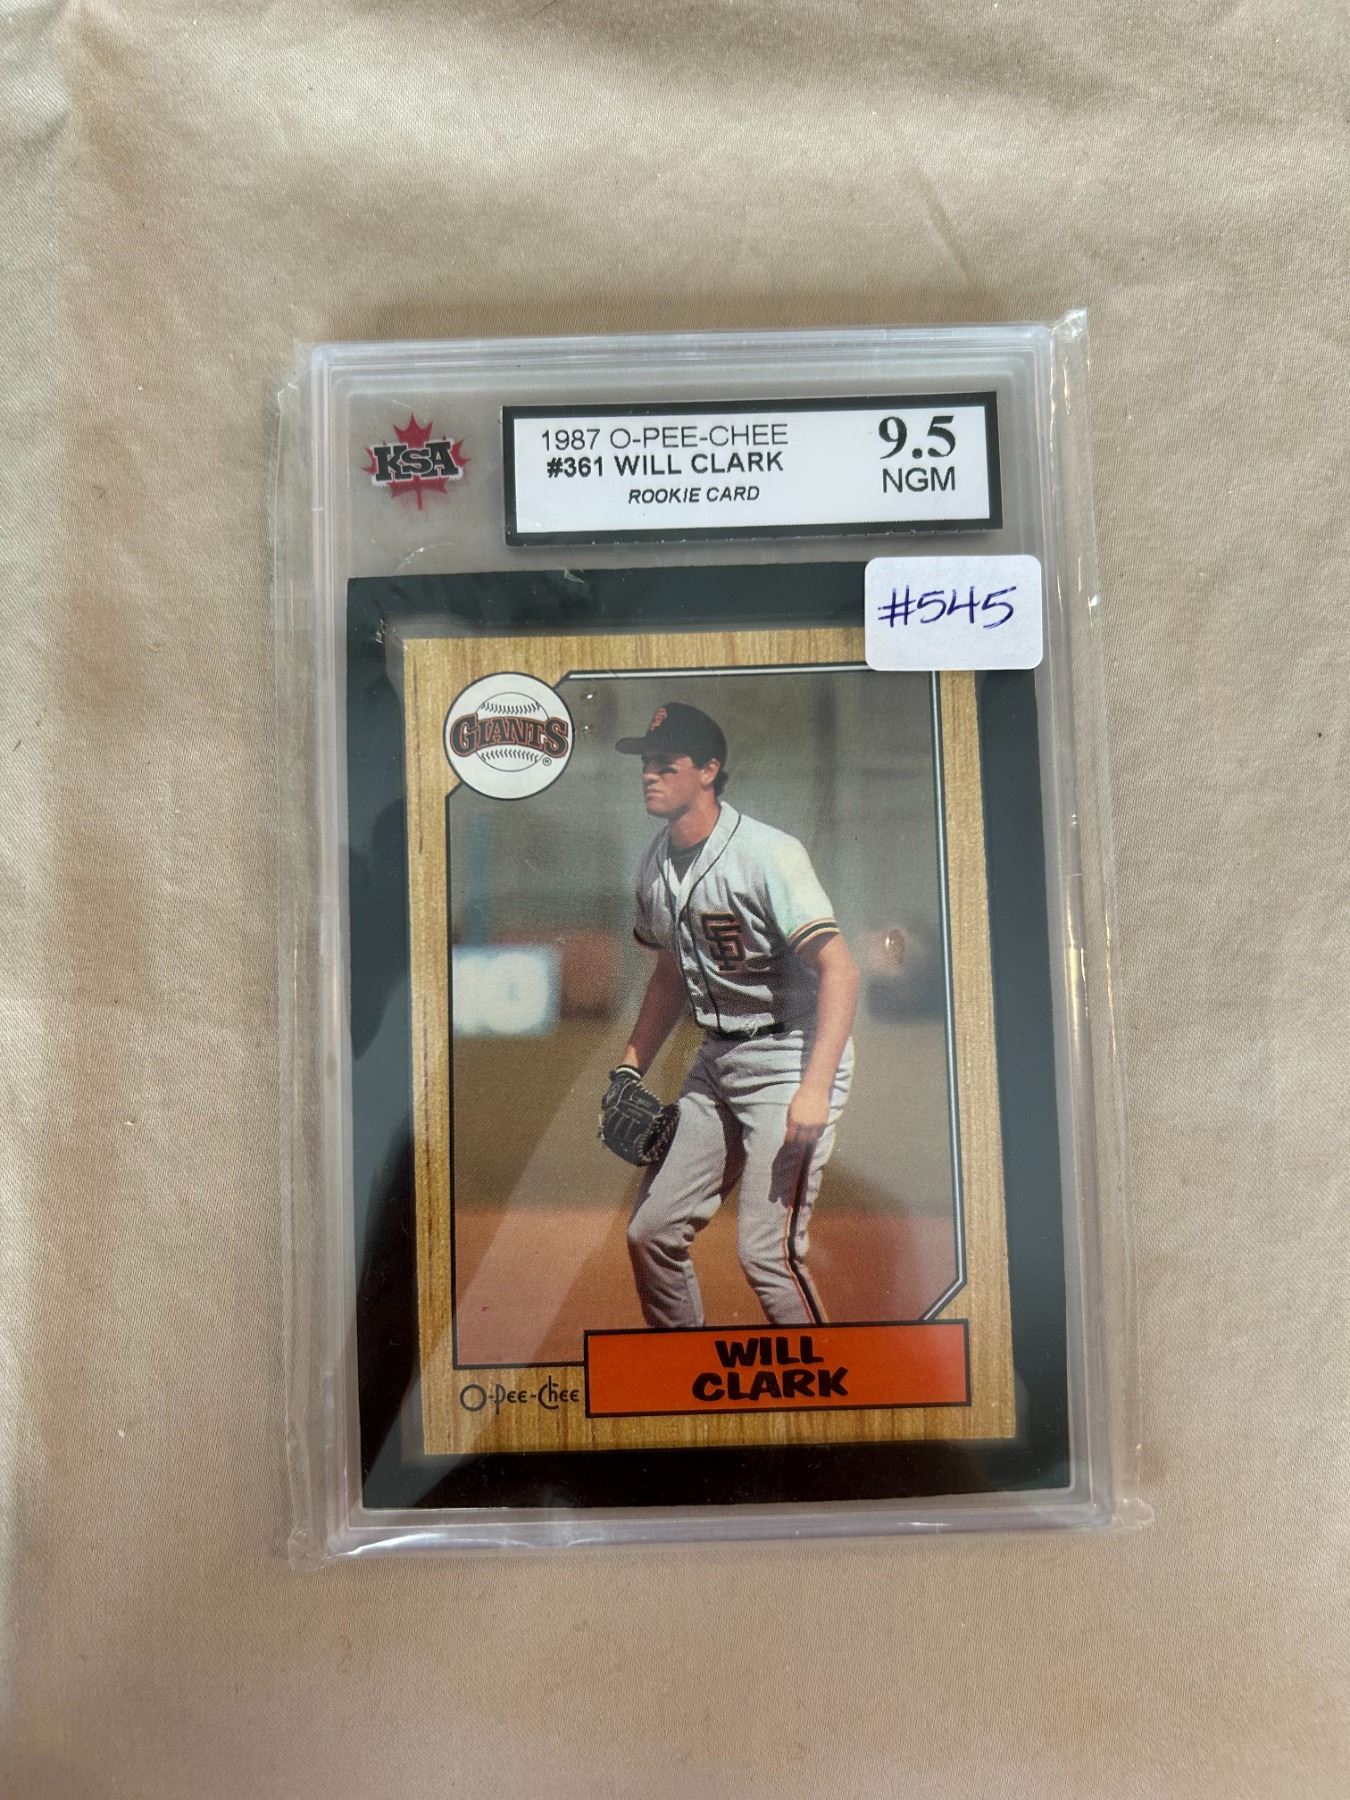 KSA
1987 O-PEE-CHEE
#361 WILL CLARK
ROOKIE CARD
9.5
NGM
#545
GIANTS
®
SF
SF
O-Pee-Chee
WILL
CLARK